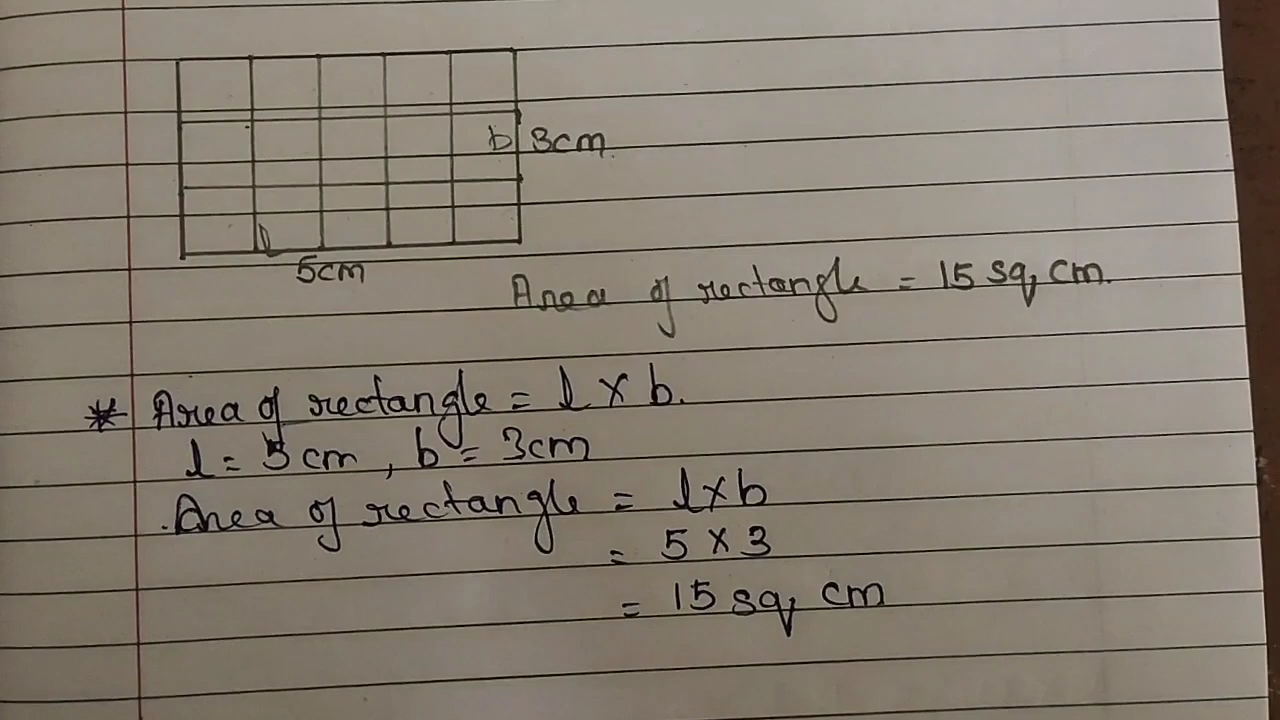 b 3cm
l
5cm
Area of rectangle = 15 sq cm.
* Area of rectangle = l x b.
l = 5 cm, b = 3cm
Area of rectangle = l x b
= 5 x 3
= 15 sq cm